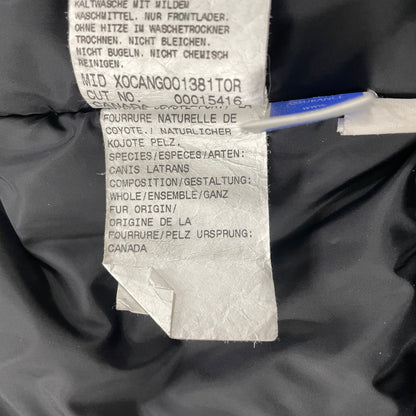 KALTWÄSCHE MIT MILDEM
WASCHMITTEL. NUR FRONTLADER.
OHNE HITZE IM WÄSCHETROCKNER
TROCKNEN. NICHT BLEICHEN.
NICHT BÜGELN. NICHT CHEMISCH
REINIGEN.
MID XOCANGOO1381TOR
CUT NO. 00015416
CANADA
FOURRURE NATURELLE DE
COYOTE./ NATÜRLICHER
KOJOTE PELZ.
SPECIES/ESPECES/ARTEN:
CANIS LATRANS
COMPOSITION/GESTALTUNG:
WHOLE/ENSEMBLE/GANZ
FUR ORIGIN/
ORIGINE DE LA
FOURRURE/PELZ URSPRUNG:
CANADA